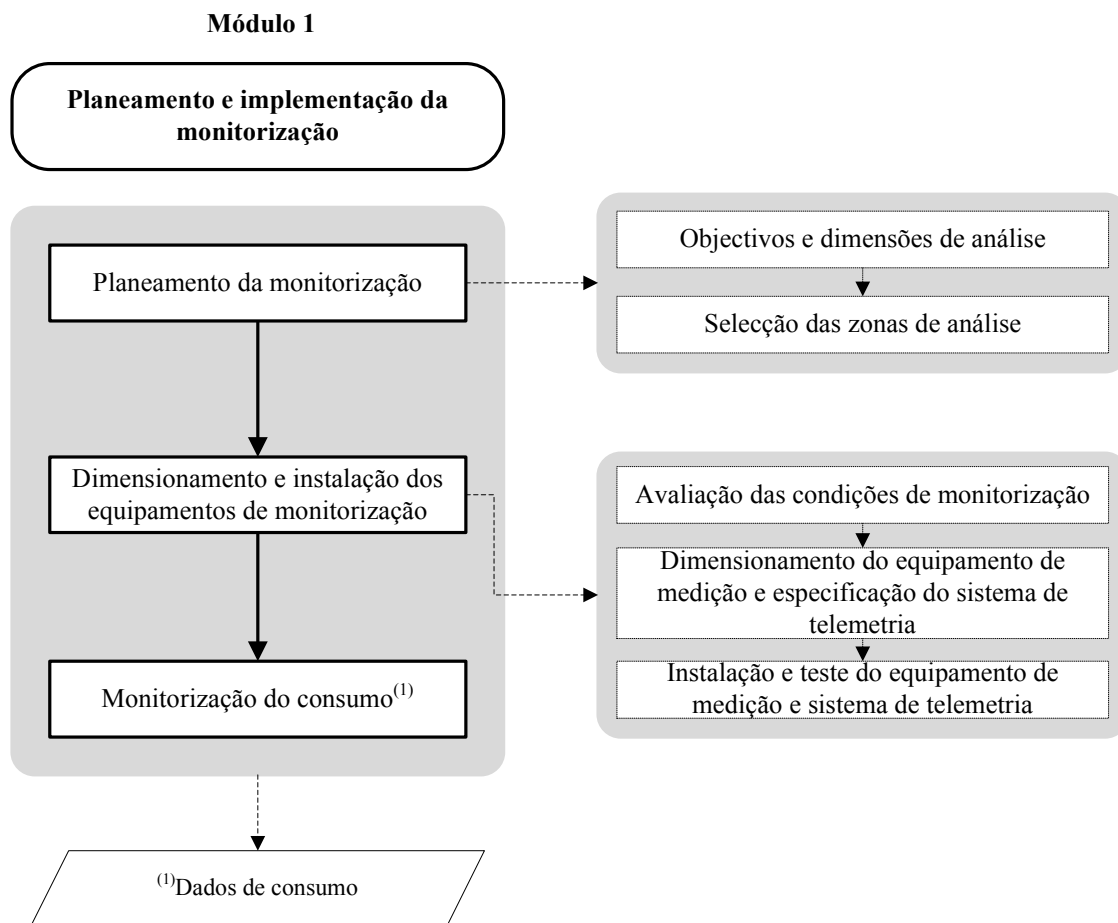 Módulo 1
Planeamento e implementação da
monitorização
Planeamento da monitorização
Objectivos e dimensões de análise
Selecção das zonas de análise
Dimensionamento e instalação dos
equipamentos de monitorização
Avaliação das condições de monitorização
Dimensionamento do equipamento de
medição e especificação do sistema de
telemetria
Instalação e teste do equipamento de
medição e sistema de telemetria
Monitorização do consumo(1)
(1)Dados de consumo